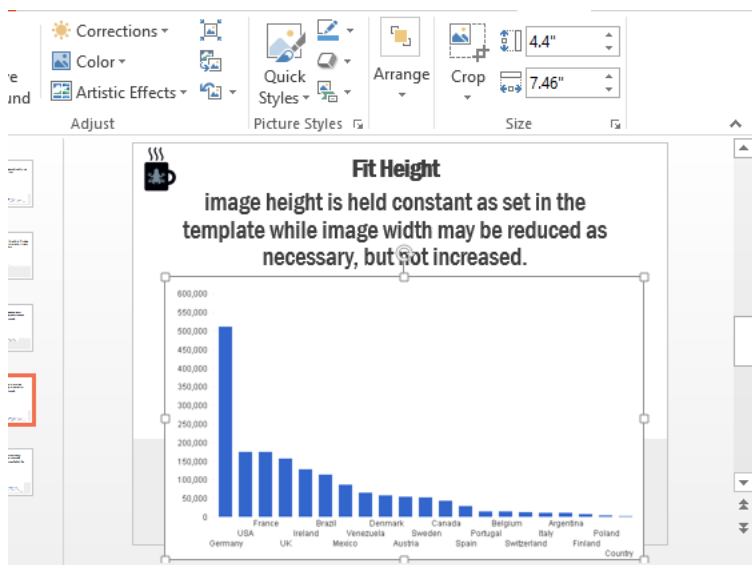 Corrections
Color
Artistic Effects
Adjust
Quick
Styles
Picture Styles
Arrange
Crop
4.4"
7.46"
Size
Fit Height
image height is held constant as set in the
template while image width may be reduced as
necessary, but not increased.
600,000
550,000
500,000
450,000
400,000
350,000
300,000
250,000
200,000
150,000
100,000
50,000
0
France Brazil Denmark Canada Belgium Argentina
USA Ireland Venezuela Sweden Portugal Italy Poland
Germany UK Mexico Austria Spain Switzerland Finland
Country